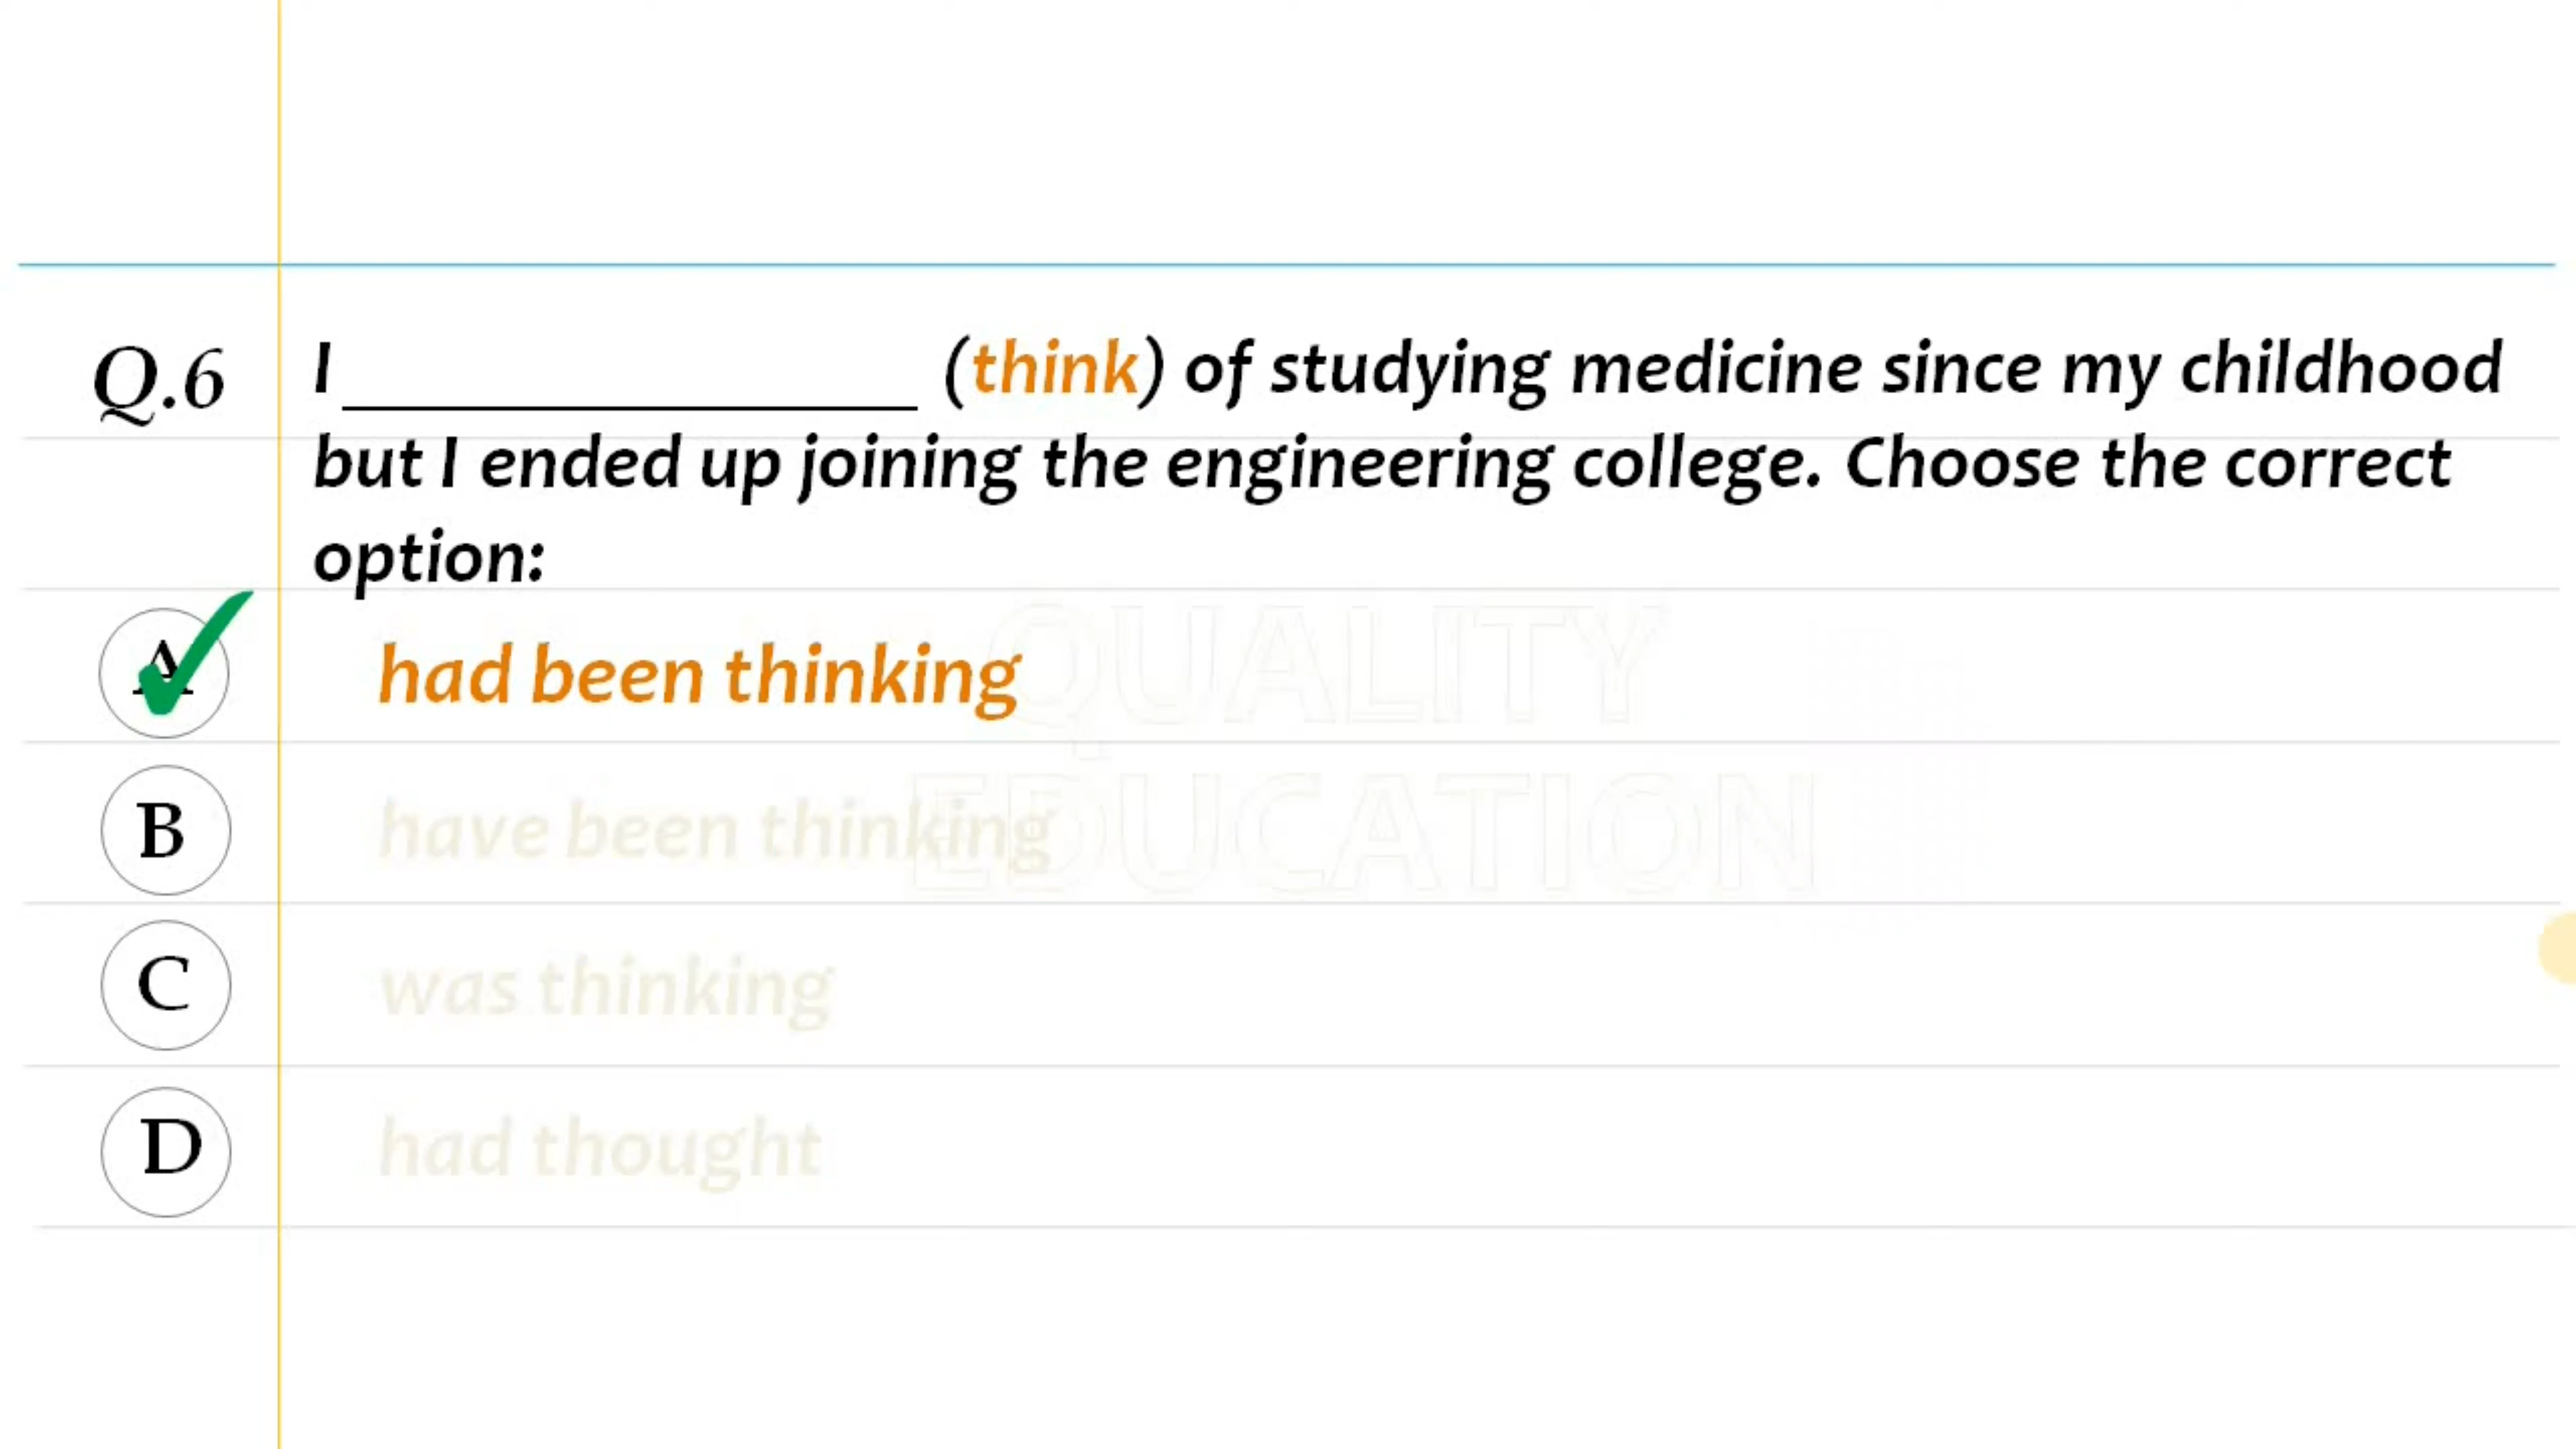 Q.6 I ____________ (think) of studying medicine since my childhood
but I ended up joining the engineering college. Choose the correct
option:
A had been thinking
QUALITY
B have been thinking
EDUCATION
C was thinking
D had thought